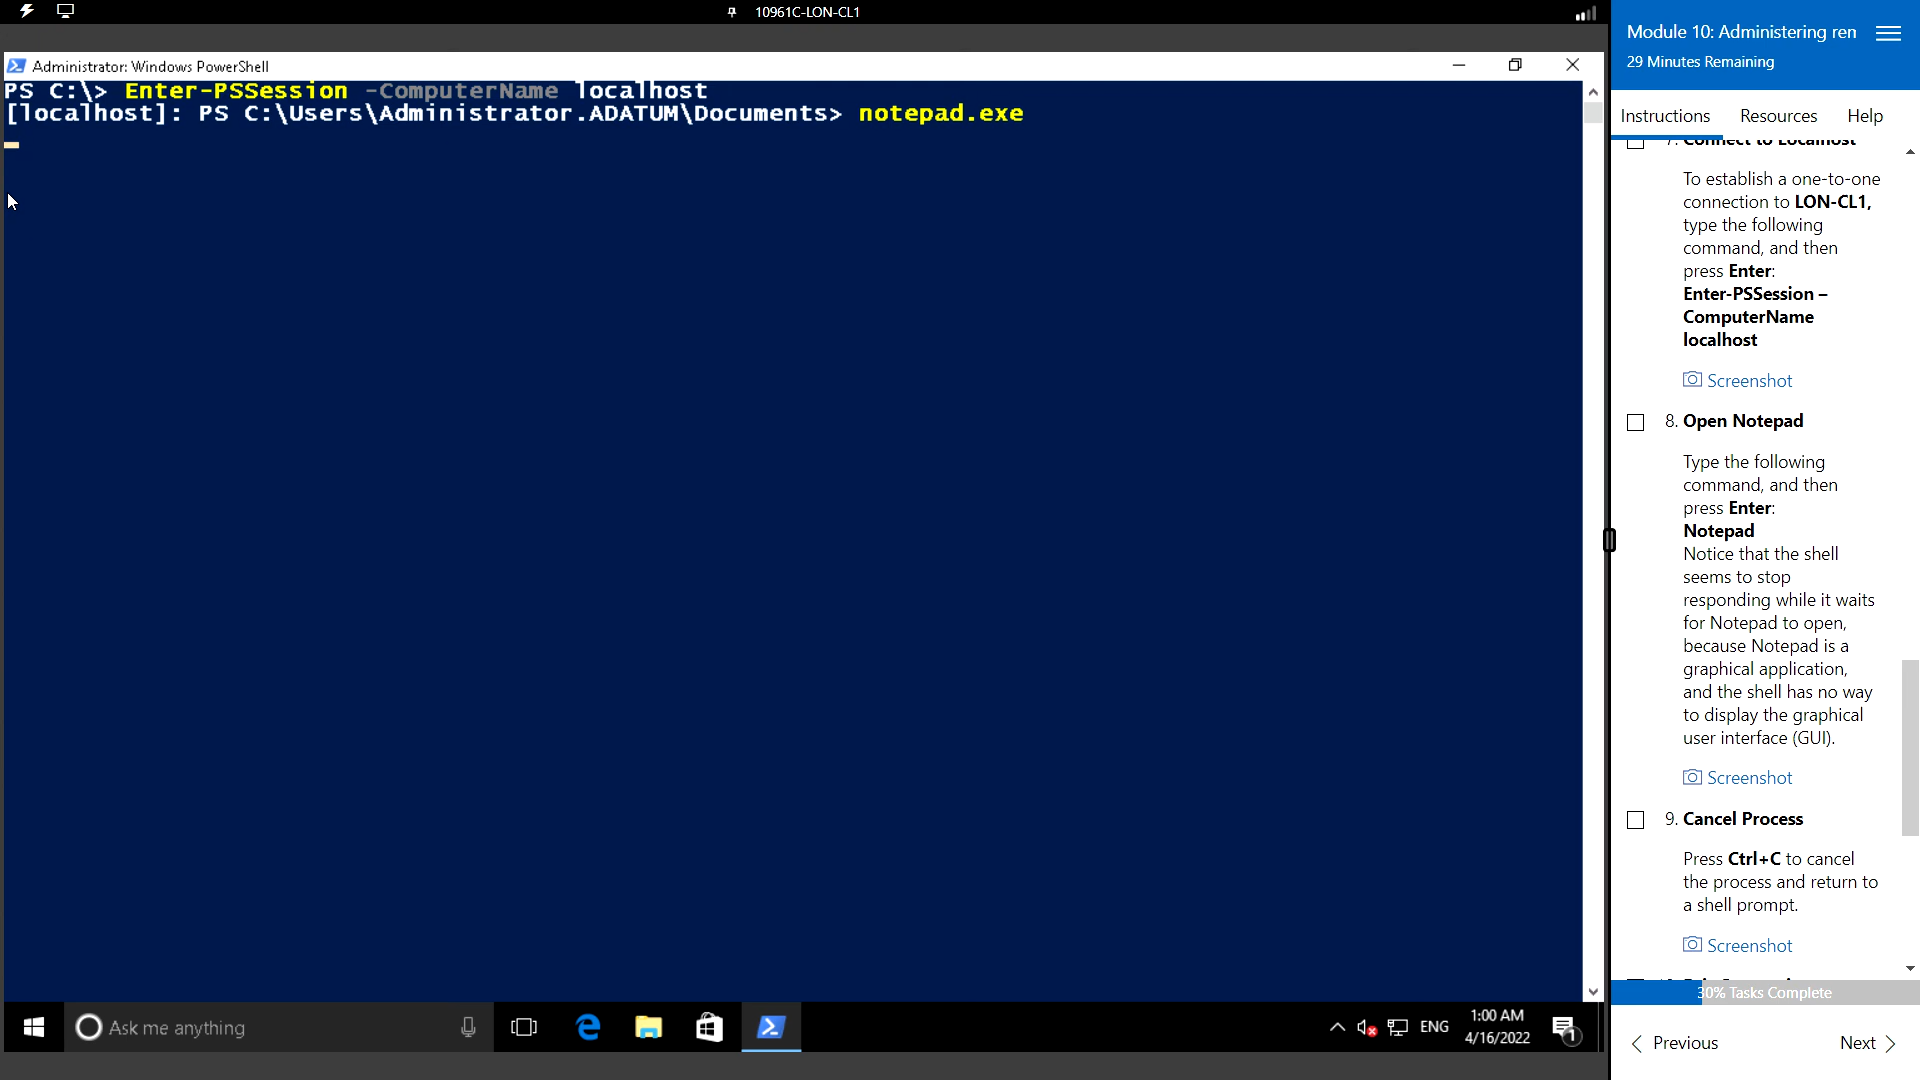 10961C-LON-CL1
Administrator: Windows PowerShell
PS C:\> Enter-PSSession -ComputerName localhost
[localhost]: PS C:\Users\Administrator.ADATUM\Documents> notepad.exe
Ask me anything
ENG
1:00 AM
4/16/2022
1
Module 10: Administering ren
29 Minutes Remaining
Instructions
Resources
Help
7. Connect to Localhost
To establish a one-to-one
connection to LON-CL1,
type the following
command, and then
press Enter:
Enter-PSSession –
ComputerName
localhost
Screenshot
8. Open Notepad
Type the following
command, and then
press Enter:
Notepad
Notice that the shell
seems to stop
responding while it waits
for Notepad to open,
because Notepad is a
graphical application,
and the shell has no way
to display the graphical
user interface (GUI).
Screenshot
9. Cancel Process
Press Ctrl+C to cancel
the process and return to
a shell prompt.
Screenshot
30% Tasks Complete
Previous
Next